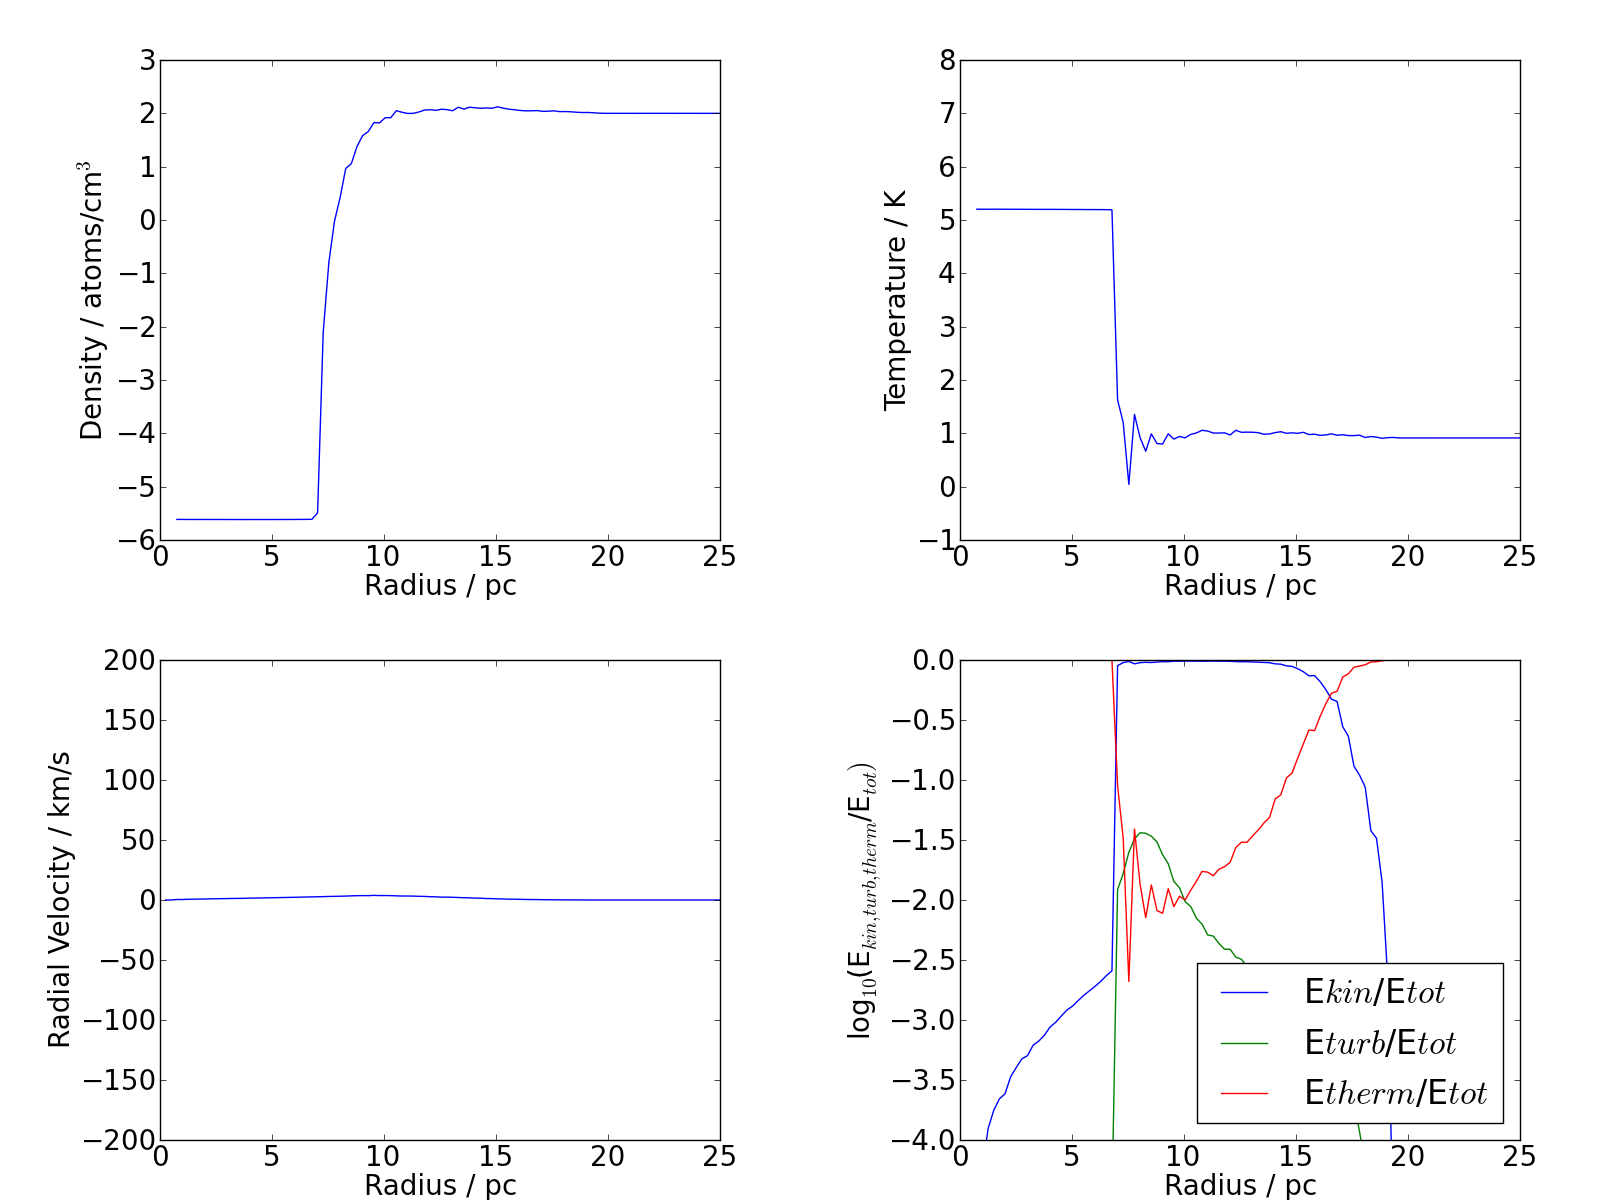 3
2
1
0
−1
−2
−3
−4
−5
−6
Density / atoms/cm³
0 5 10 15 20 25
Radius / pc
8
7
6
5
4
3
2
1
0
−1
Temperature / K
0 5 10 15 20 25
Radius / pc
200
150
100
50
0
−50
−100
−150
−200
Radial Velocity / km/s
0 5 10 15 20 25
Radius / pc
0.0
−0.5
−1.0
−1.5
−2.0
−2.5
−3.0
−3.5
−4.0
log₁₀(E_{kin,turb,therm}/E_{tot})
Ekin/Etot
Eturb/Etot
Etherm/Etot
0 5 10 15 20 25
Radius / pc